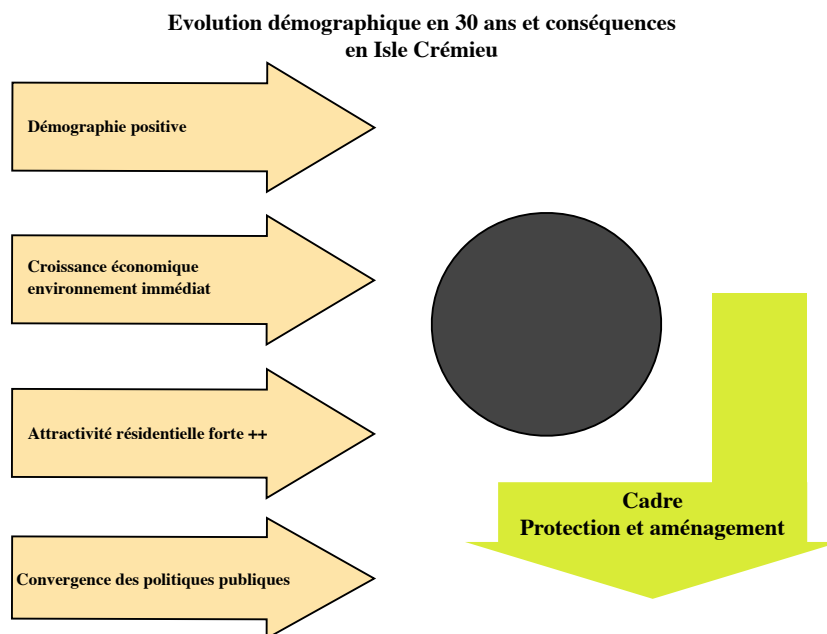 Evolution démographique en 30 ans et conséquences
en Isle Crémieu
Démographie positive
Croissance économique
environnement immédiat
Attractivité résidentielle forte ++
Convergence des politiques publiques
Cadre
Protection et aménagement